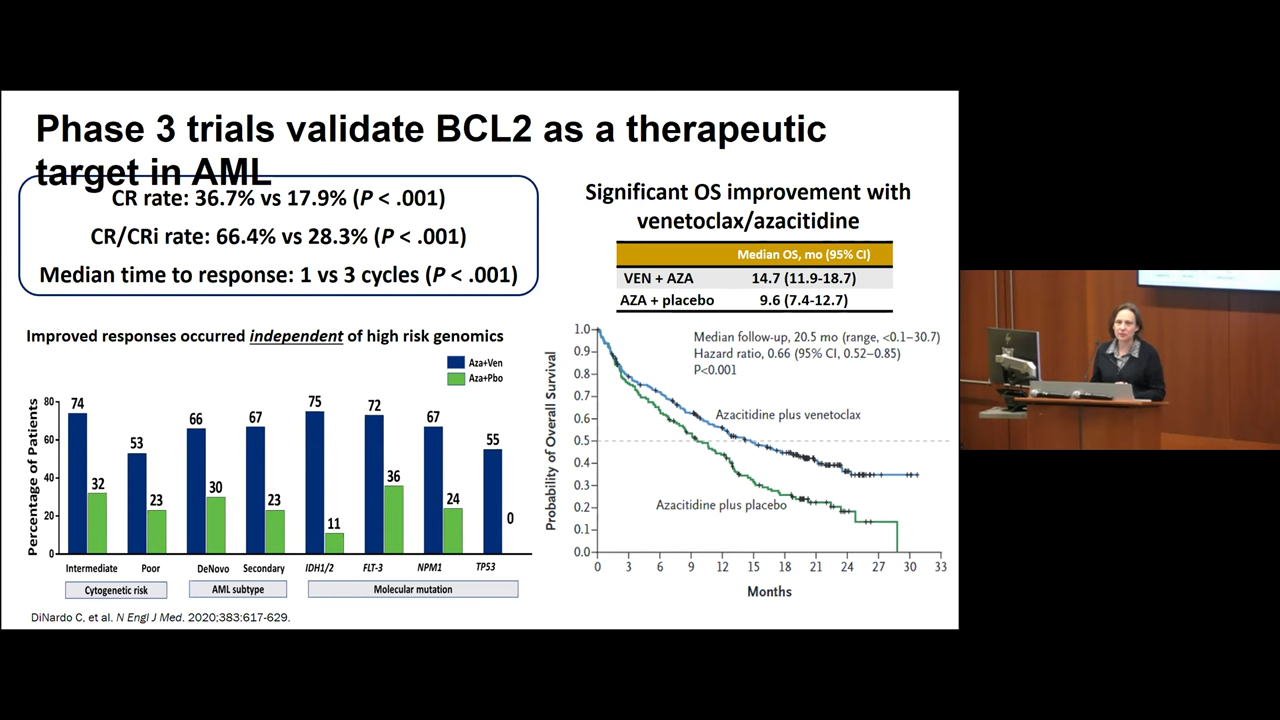 Phase 3 trials validate BCL2 as a therapeutic
target in AML
CR rate: 36.7% vs 17.9% (P < .001)
CR/CRi rate: 66.4% vs 28.3% (P < .001)
Median time to response: 1 vs 3 cycles (P < .001)
Improved responses occurred independent of high risk genomics
Aza+Ven
Aza+Pbo
Percentage of Patients
80
60
40
20
0
74
32
53
23
66
30
67
23
75
11
72
36
67
24
55
0
Intermediate
Poor
DeNovo
Secondary
IDH1/2
FLT-3
NPM1
TP53
Cytogenetic risk
AML subtype
Molecular mutation
DiNardo C, et al. N Engl J Med. 2020;383:617-629.
Significant OS improvement with
venetoclax/azacitidine
Median OS, mo (95% CI)
VEN + AZA 14.7 (11.9-18.7)
AZA + placebo 9.6 (7.4-12.7)
Median follow-up, 20.5 mo (range, <0.1–30.7)
Hazard ratio, 0.66 (95% CI, 0.52–0.85)
P<0.001
Probability of Overall Survival
1.0
0.9
0.8
0.7
0.6
0.5
0.4
0.3
0.2
0.1
0.0
Azacitidine plus venetoclax
Azacitidine plus placebo
0 3 6 9 12 15 18 21 24 27 30 33
Months